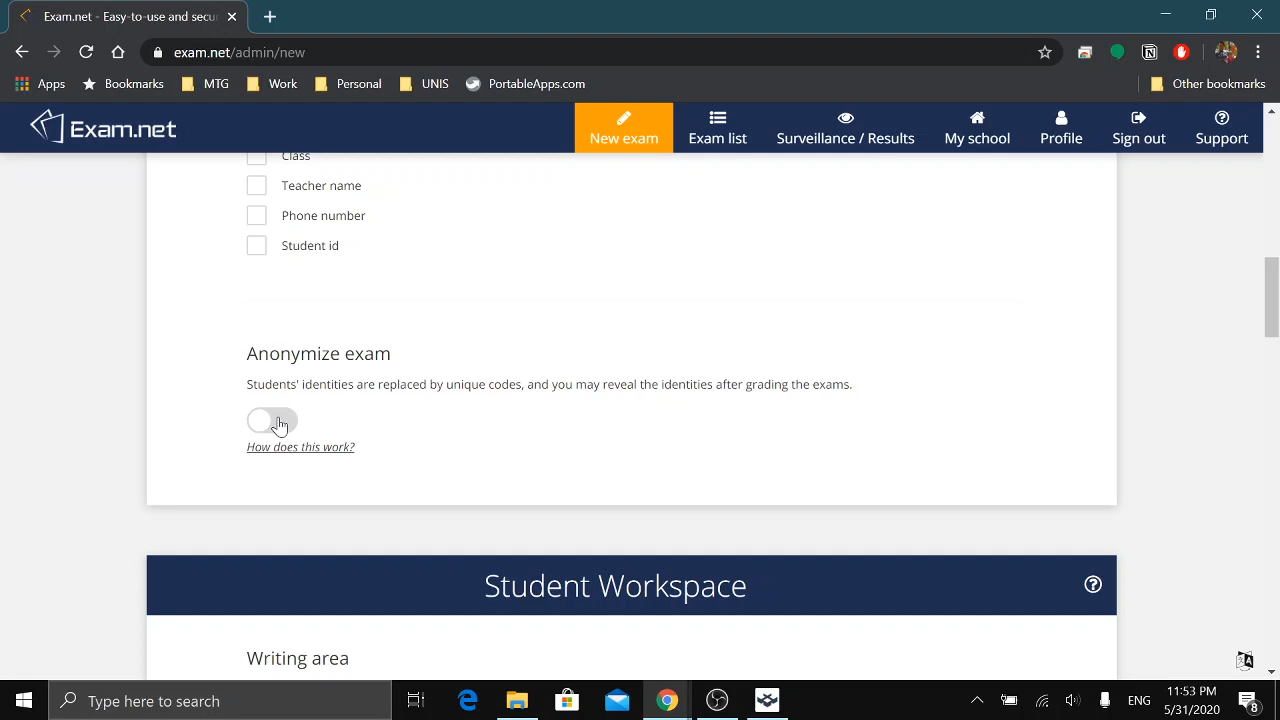 Exam.net - Easy-to-use and secu
exam.net/admin/new
Apps Bookmarks MTG Work Personal UNIS PortableApps.com Other bookmarks
Exam.net New exam Exam list Surveillance / Results My school Profile Sign out Support
Class
Teacher name
Phone number
Student id
Anonymize exam
Students' identities are replaced by unique codes, and you may reveal the identities after grading the exams.
How does this work?
Student Workspace
Writing area
Type here to search
ENG
11:53 PM
5/31/2020
8